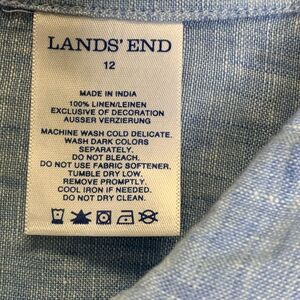 LANDS' END
12
MADE IN INDIA
100% LINEN/LEINEN
EXCLUSIVE OF DECORATION
AUSSER VERZIERUNG
MACHINE WASH COLD DELICATE.
WASH DARK COLORS
SEPARATELY.
DO NOT BLEACH.
DO NOT USE FABRIC SOFTENER.
TUMBLE DRY LOW.
REMOVE PROMPTLY.
COOL IRON IF NEEDED.
DO NOT DRY CLEAN.